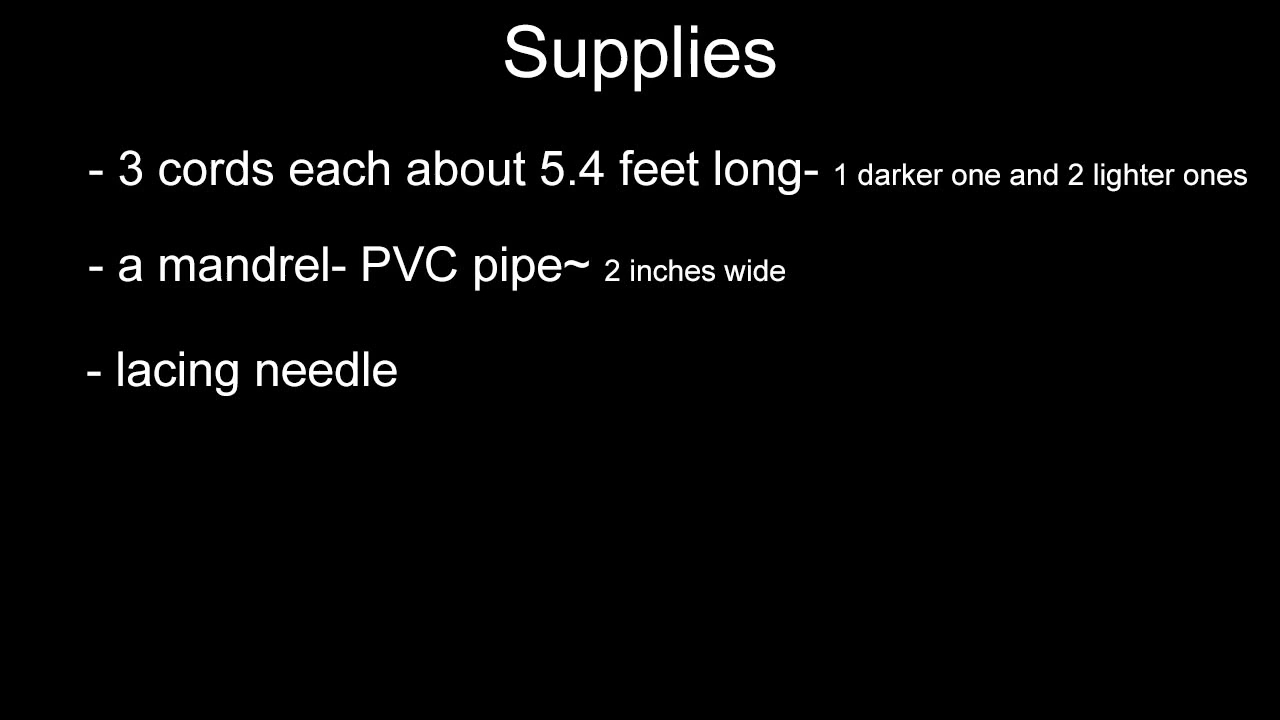 Supplies
- 3 cords each about 5.4 feet long- 1 darker one and 2 lighter ones
- a mandrel- PVC pipe~ 2 inches wide
- lacing needle